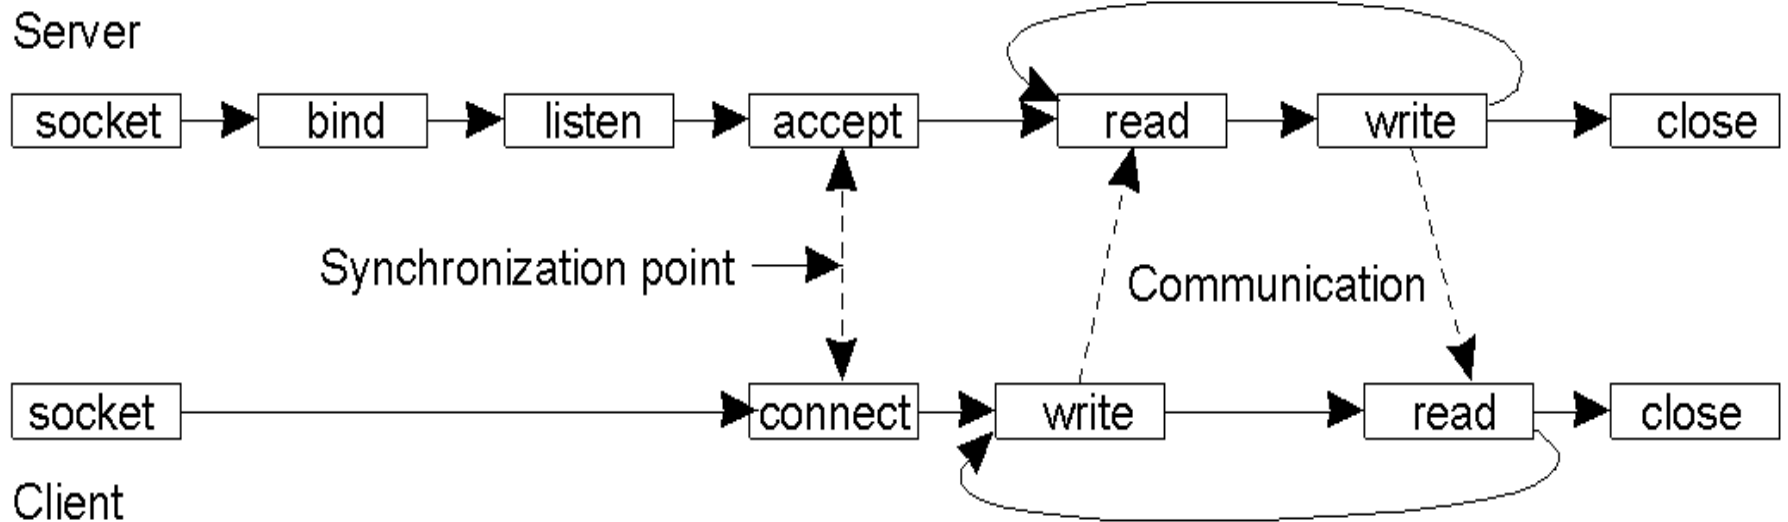 Server
socket bind listen accept read write close
Synchronization point
Communication
socket connect write read close
Client